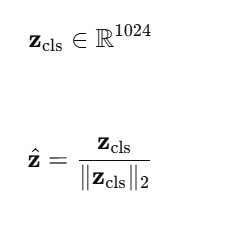 𝐳_cls ∈ ℝ^1024
𝐳̂ = 𝐳_cls / ‖𝐳_cls‖_2